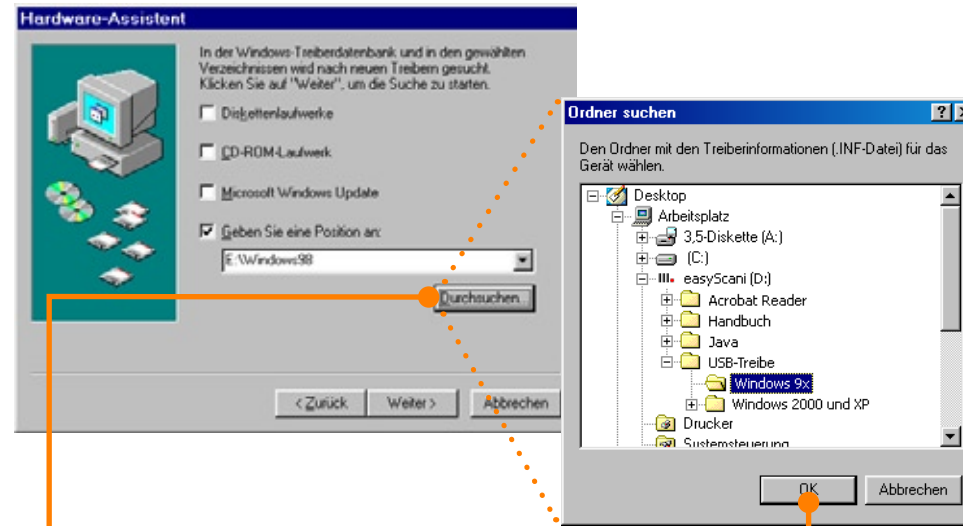 Hardware-Assistent
In der Windows-Treiberdatenbank und in den gewählten
Verzeichnissen wird nach neuen Treibern gesucht.
Klicken Sie auf "Weiter", um die Suche zu starten.
Diskettenlaufwerke
CD-ROM-Laufwerk
Microsoft Windows Update
Geben Sie eine Position an:
E:\Windows98
Durchsuchen...
< Zurück
Weiter >
Abbrechen
Ordner suchen
Den Ordner mit den Treiberinformationen (.INF-Datei) für das
Gerät wählen.
Desktop
Arbeitsplatz
3,5-Diskette (A:)
(C:)
easyScani (D:)
Acrobat Reader
Handbuch
Java
USB-Treibe
Windows 9x
Windows 2000 und XP
Drucker
Systemsteuerung
OK
Abbrechen